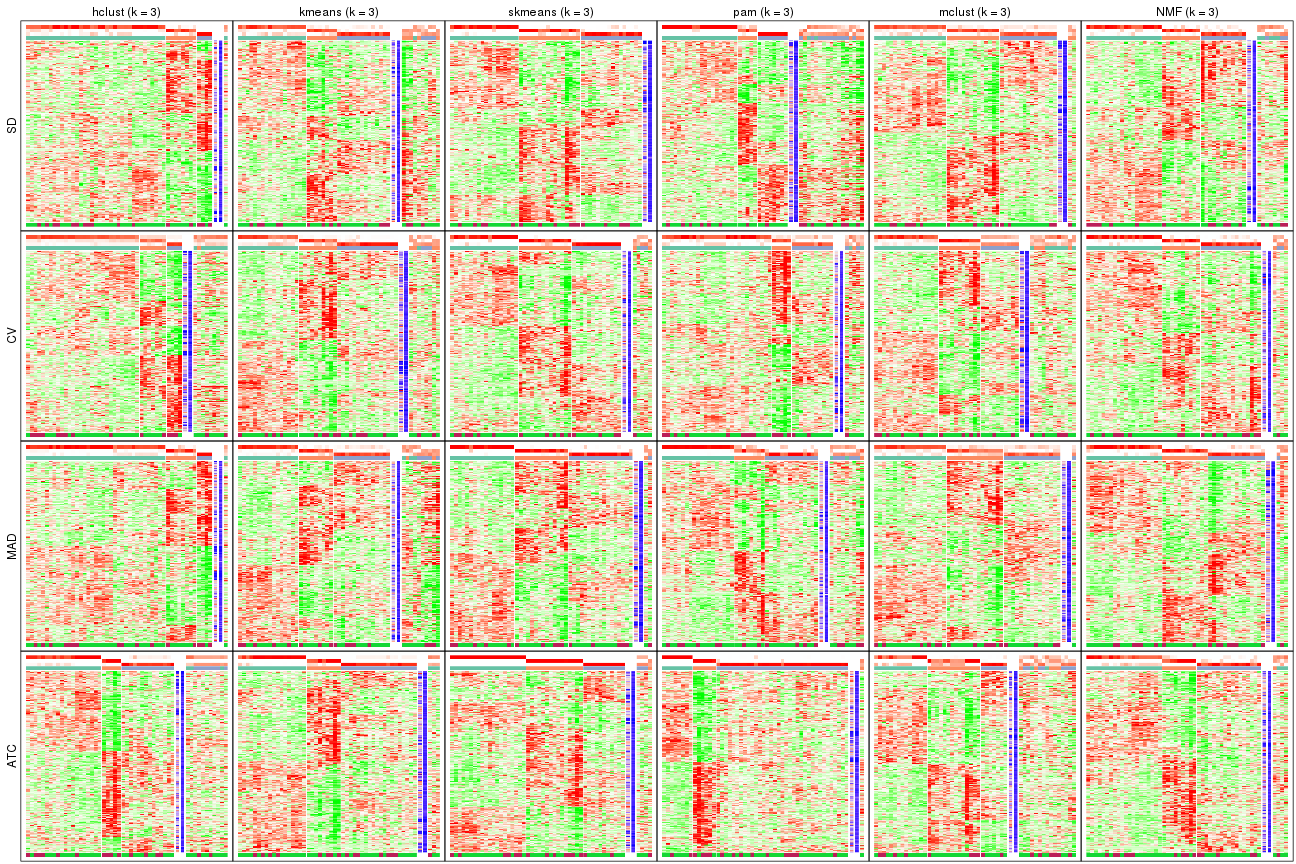 hclust (k = 3) kmeans (k = 3) skmeans (k = 3) pam (k = 3) mclust (k = 3) NMF (k = 3)
SD
CV
MAD
ATC